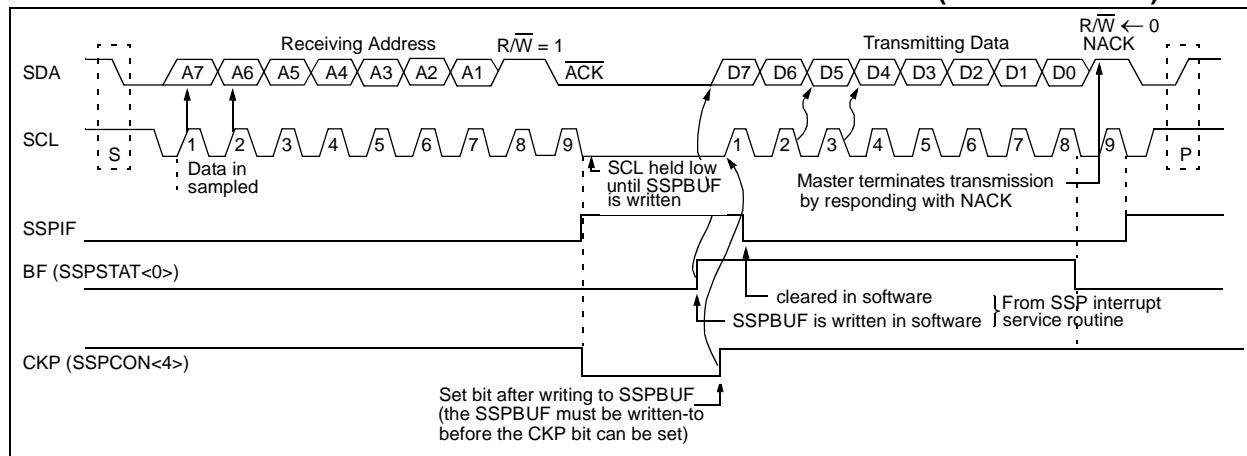 R/W ← 0
Receiving Address R/W = 1 Transmitting Data NACK
SDA A7 A6 A5 A4 A3 A2 A1 ACK D7 D6 D5 D4 D3 D2 D1 D0
SCL S 1 2 3 4 5 6 7 8 9 1 2 3 4 5 6 7 8 9 P
Data in
sampled
SCL held low
until SSPBUF
is written
Master terminates transmission
by responding with NACK
SSPIF
BF (SSPSTAT<0>)
cleared in software
SSPBUF is written in software
From SSP interrupt
service routine
CKP (SSPCON<4>)
Set bit after writing to SSPBUF
(the SSPBUF must be written-to
before the CKP bit can be set)